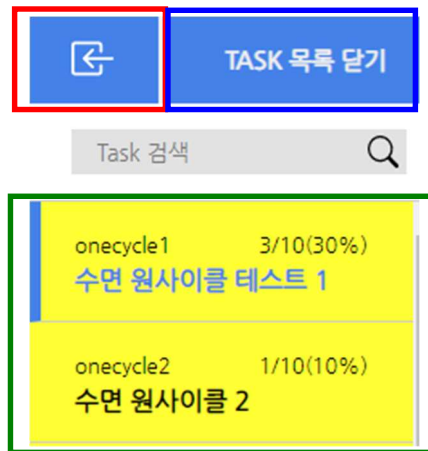 TASK 목록 닫기
Task 검색
onecycle1 3/10(30%)
수면 원사이클 테스트 1
onecycle2 1/10(10%)
수면 원사이클 2